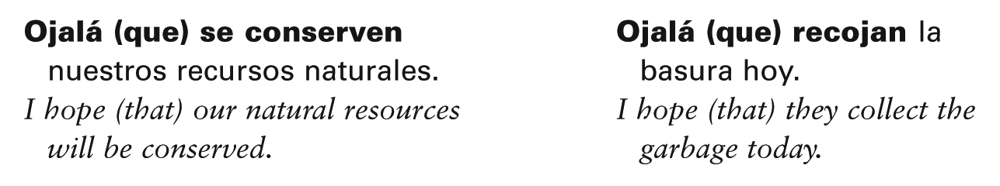 Ojalá (que) se conserven
nuestros recursos naturales.
I hope (that) our natural resources
will be conserved.
Ojalá (que) recojan la
basura hoy.
I hope (that) they collect the
garbage today.